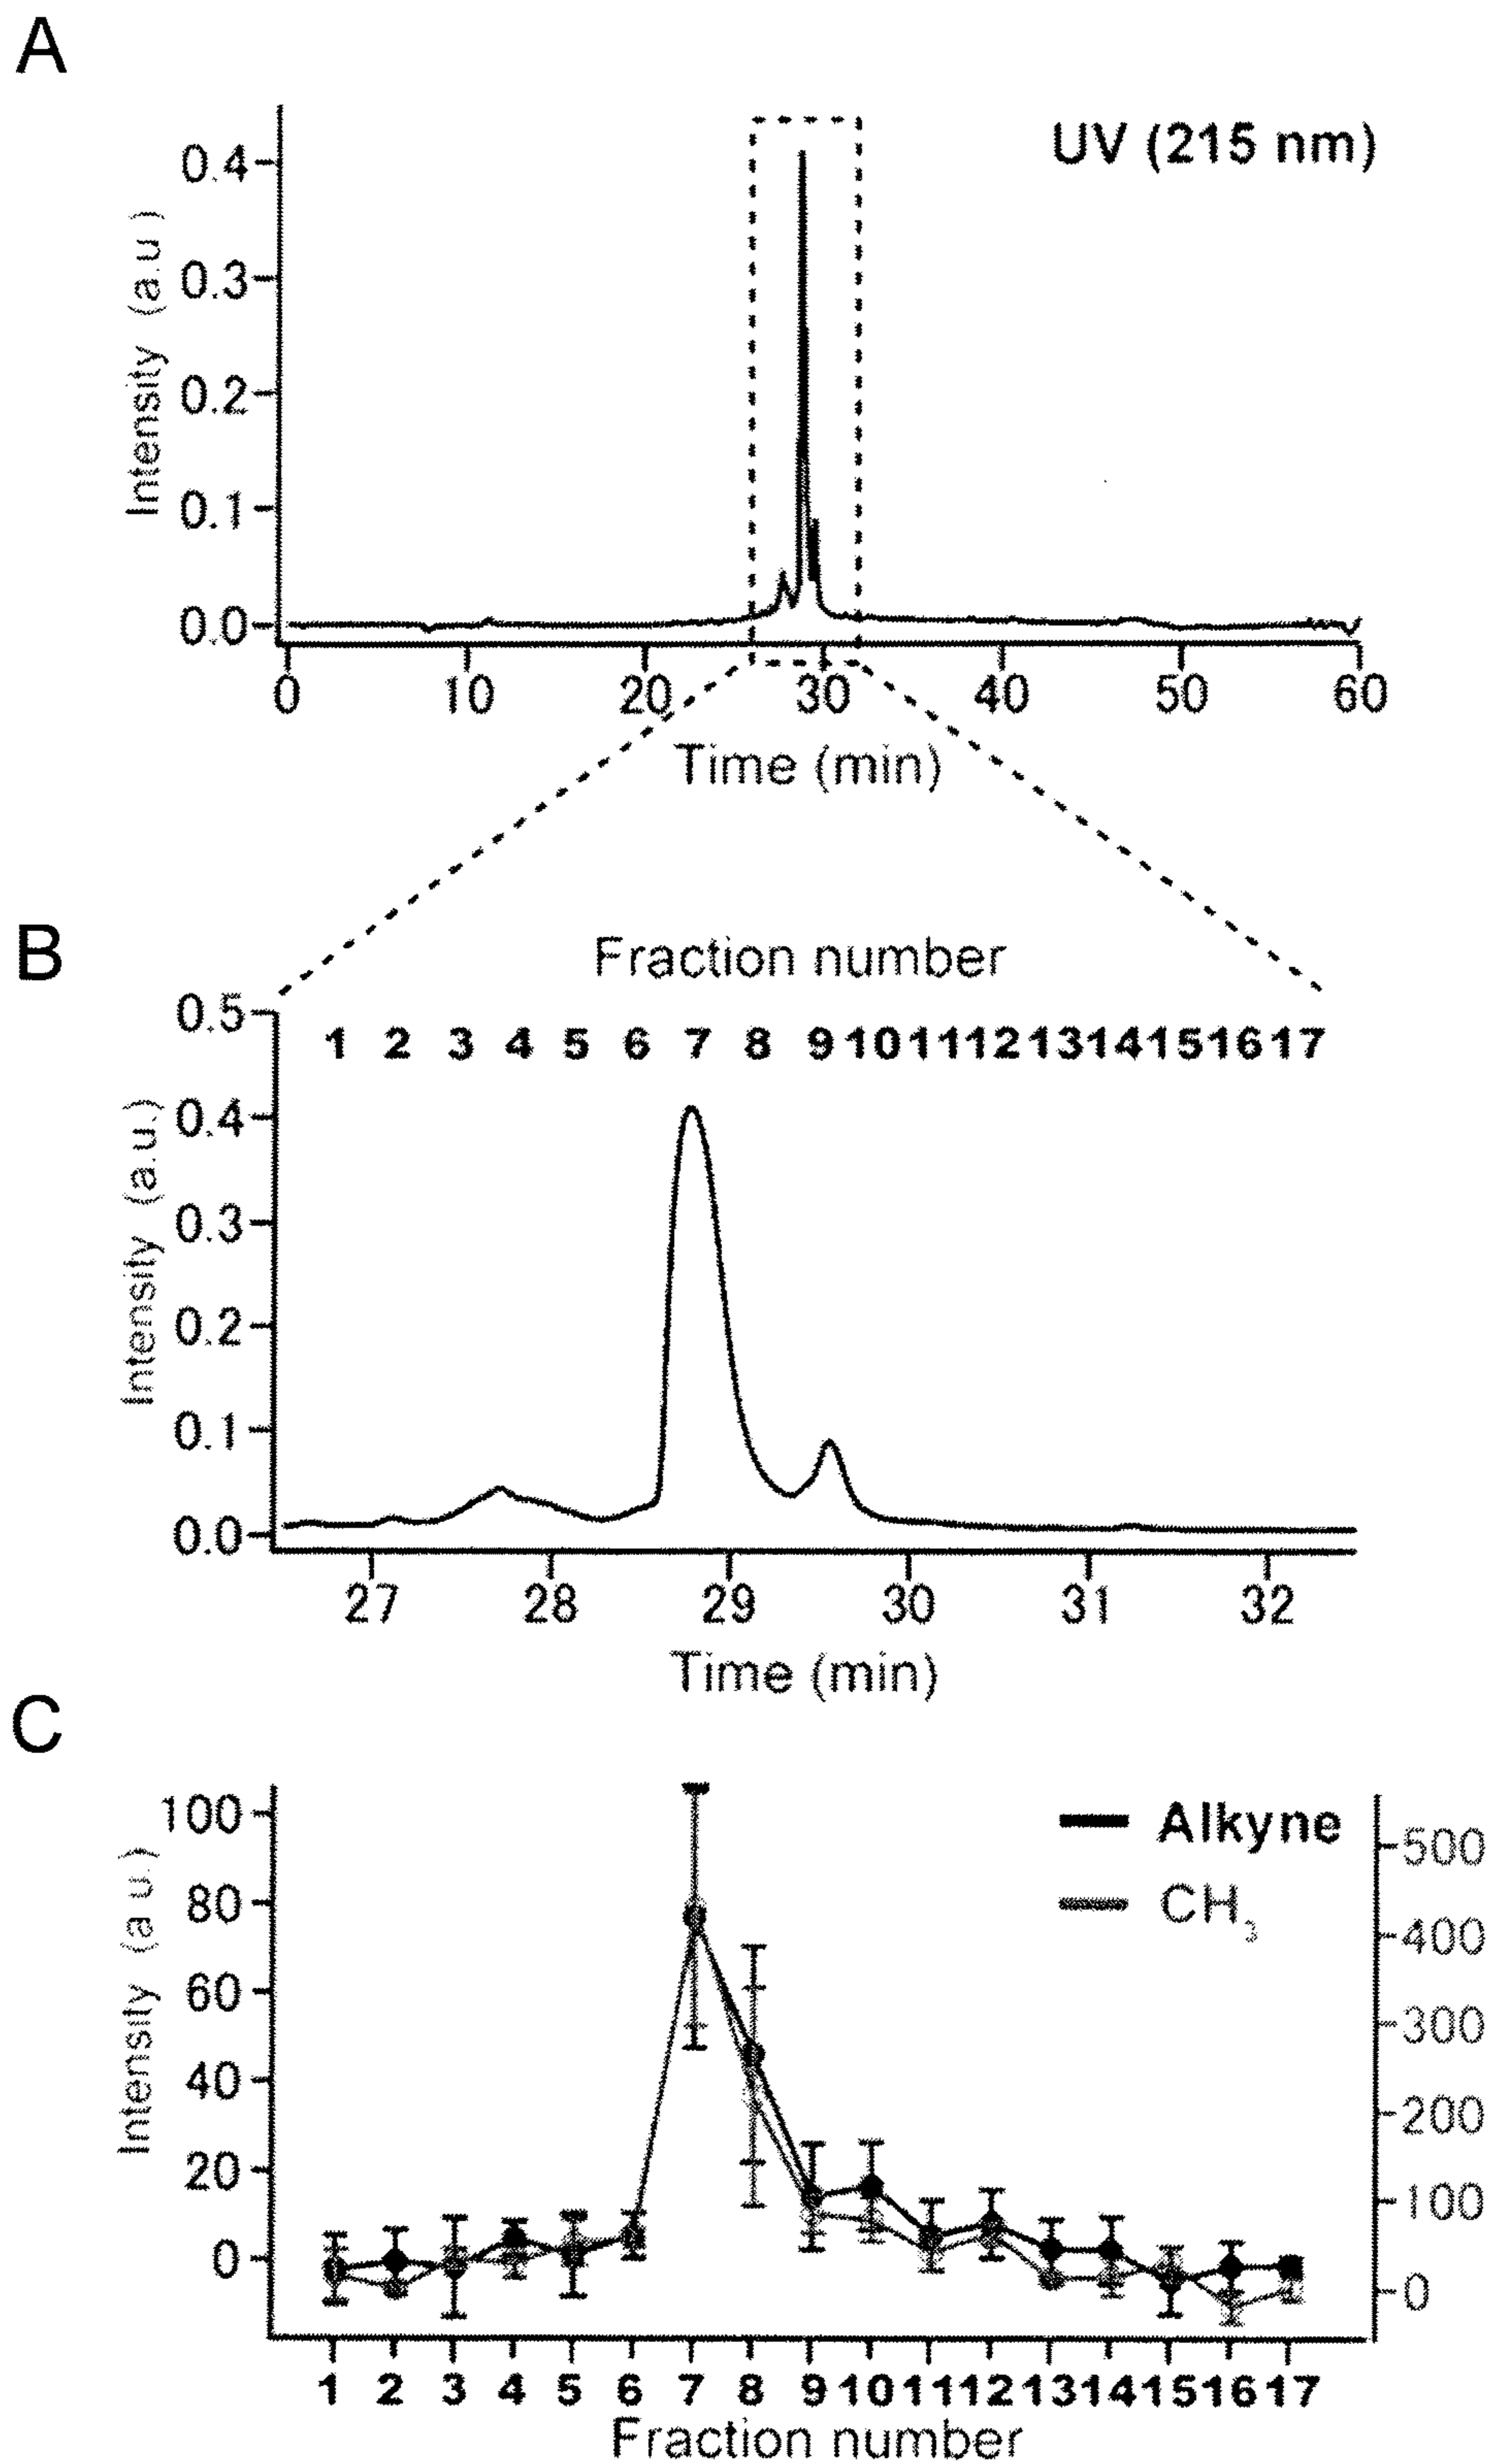 A
UV (215 nm)
Intensity (a.u )
0.4
0.3
0.2
0.1
0.0
0 10 20 30 40 50 60
Time (min)
B
Fraction number
1 2 3 4 5 6 7 8 9 10 11 12 13 14 15 16 17
Intensity (a.u.)
0.5
0.4
0.3
0.2
0.1
0.0
27 28 29 30 31 32
Time (min)
C
Intensity (a u.)
100
80
60
40
20
0
Alkyne
CH3
500
400
300
200
100
0
1 2 3 4 5 6 7 8 9 10 11 12 13 14 15 16 17
Fraction number